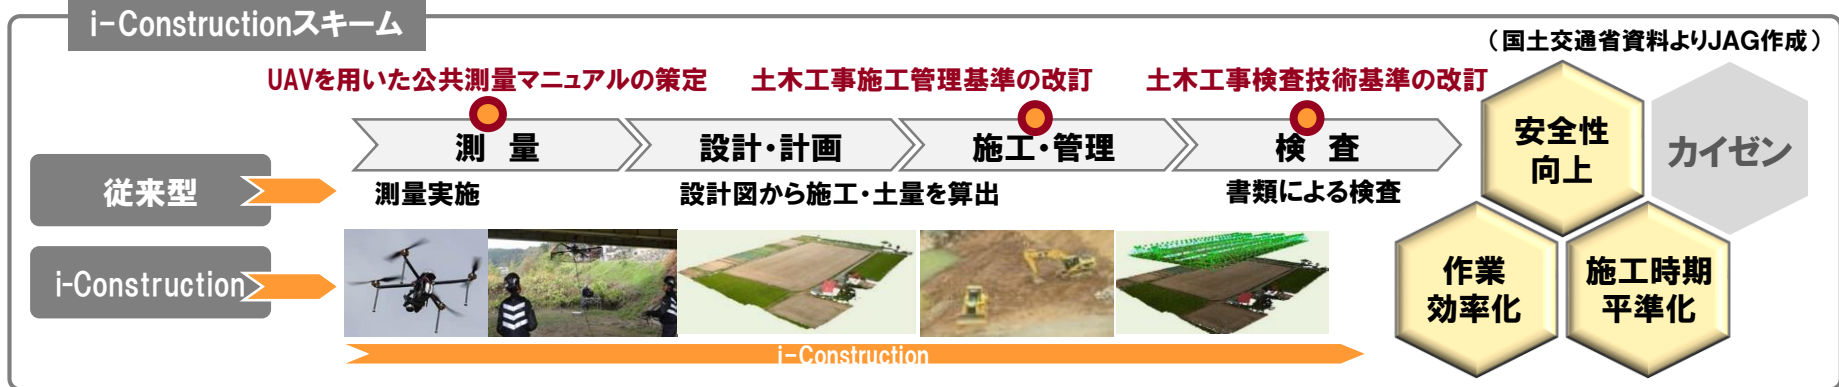 i-Constructionスキーム
（国土交通省資料よりJAG作成）
UAVを用いた公共測量マニュアルの策定
土木工事施工管理基準の改訂
土木工事検査技術基準の改訂
測 量
設計・計画
施工・管理
検 査
従来型
測量実施
設計図から施工・土量を算出
書類による検査
i-Construction
i-Construction
安全性
向上
カイゼン
作業
効率化
施工時期
平準化